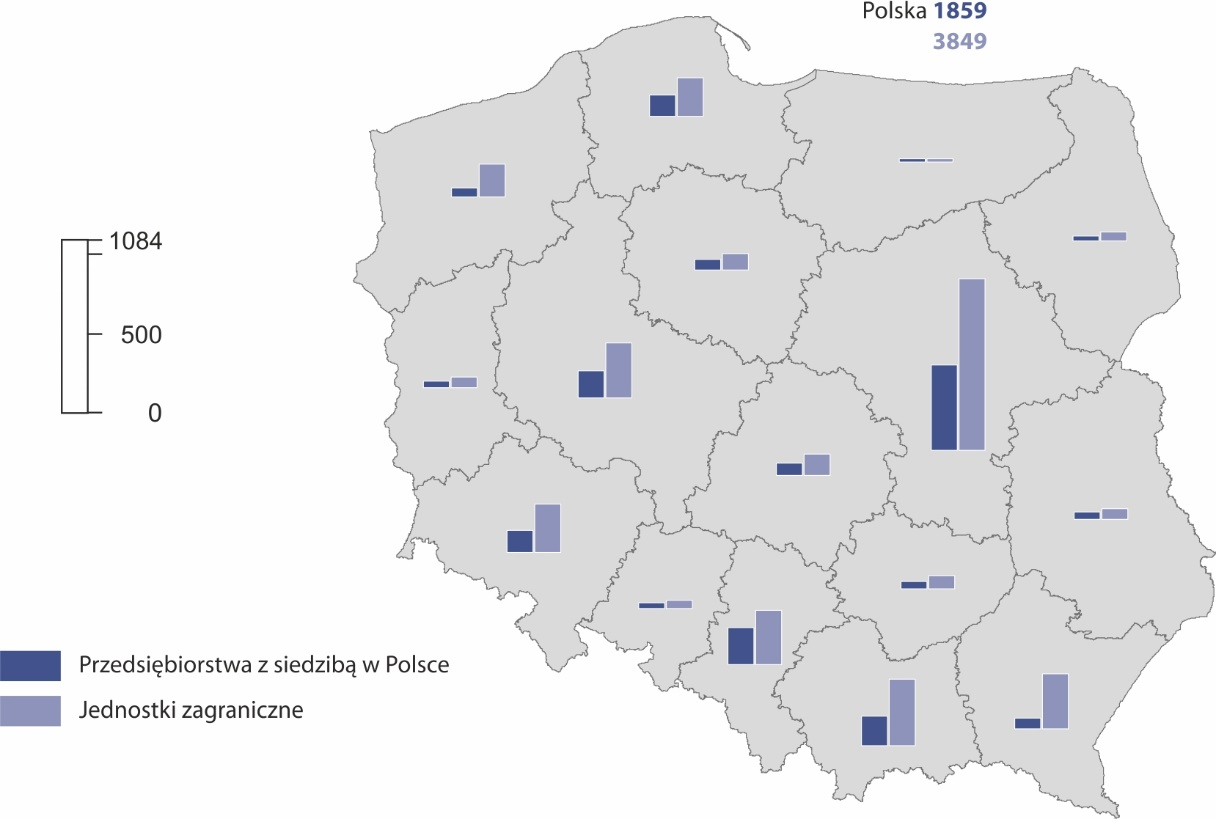 Polska 1859
3849
1084
500
0
Przedsiębiorstwa z siedzibą w Polsce
Jednostki zagraniczne